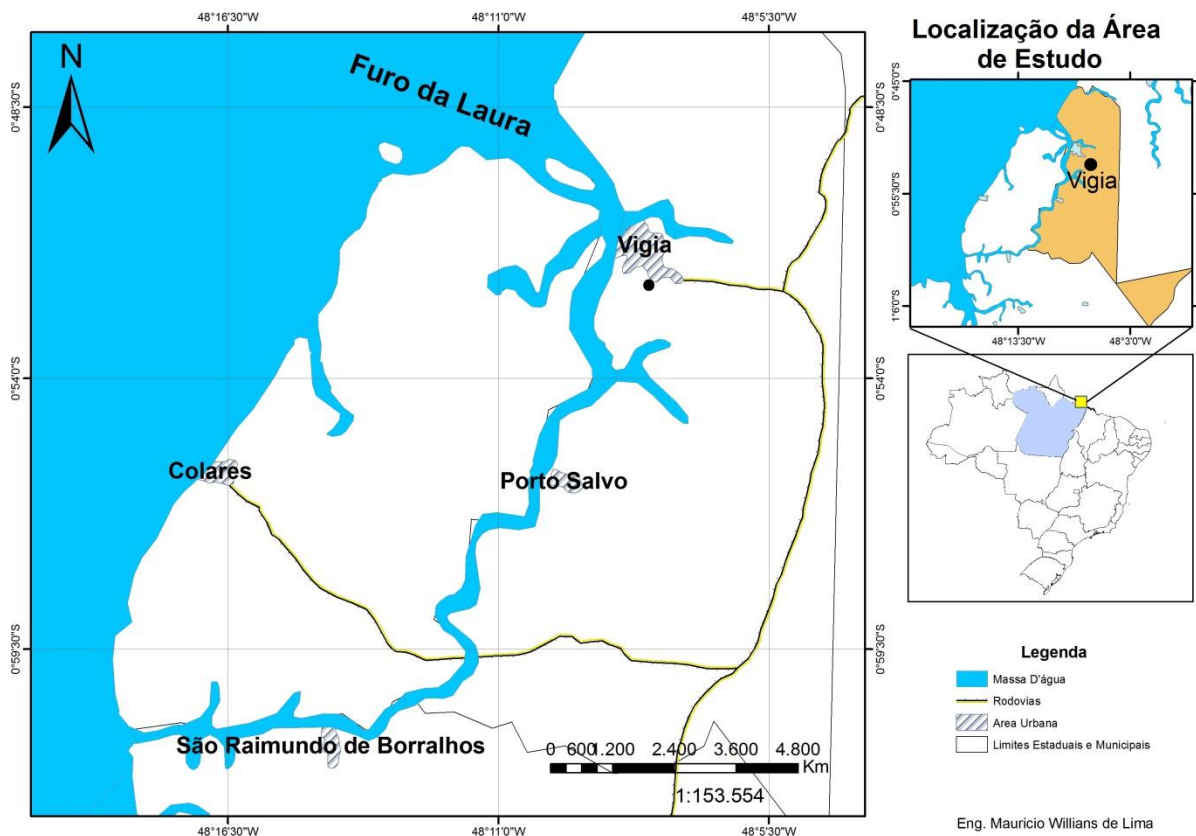 48°16'30"W
48°11'0"W
48°5'30"W
N
Furo da Laura
0°48'30"S
0°48'30"S
Vigia
0°54'0"S
0°54'0"S
Colares
Porto Salvo
0°59'30"S
0°59'30"S
São Raimundo de Borralhos
0 600 1.200 2.400 3.600 4.800
Km
1:153.554
48°16'30"W
48°11'0"W
48°5'30"W
Localização da Área
de Estudo
0°45'0"S
0°55'30"S
1°6'0"S
Vigia
48°13'30"W
48°3'0"W
Legenda
Massa D'água
Rodovias
Area Urbana
Limites Estaduais e Municipais
Eng. Mauricio Willians de Lima